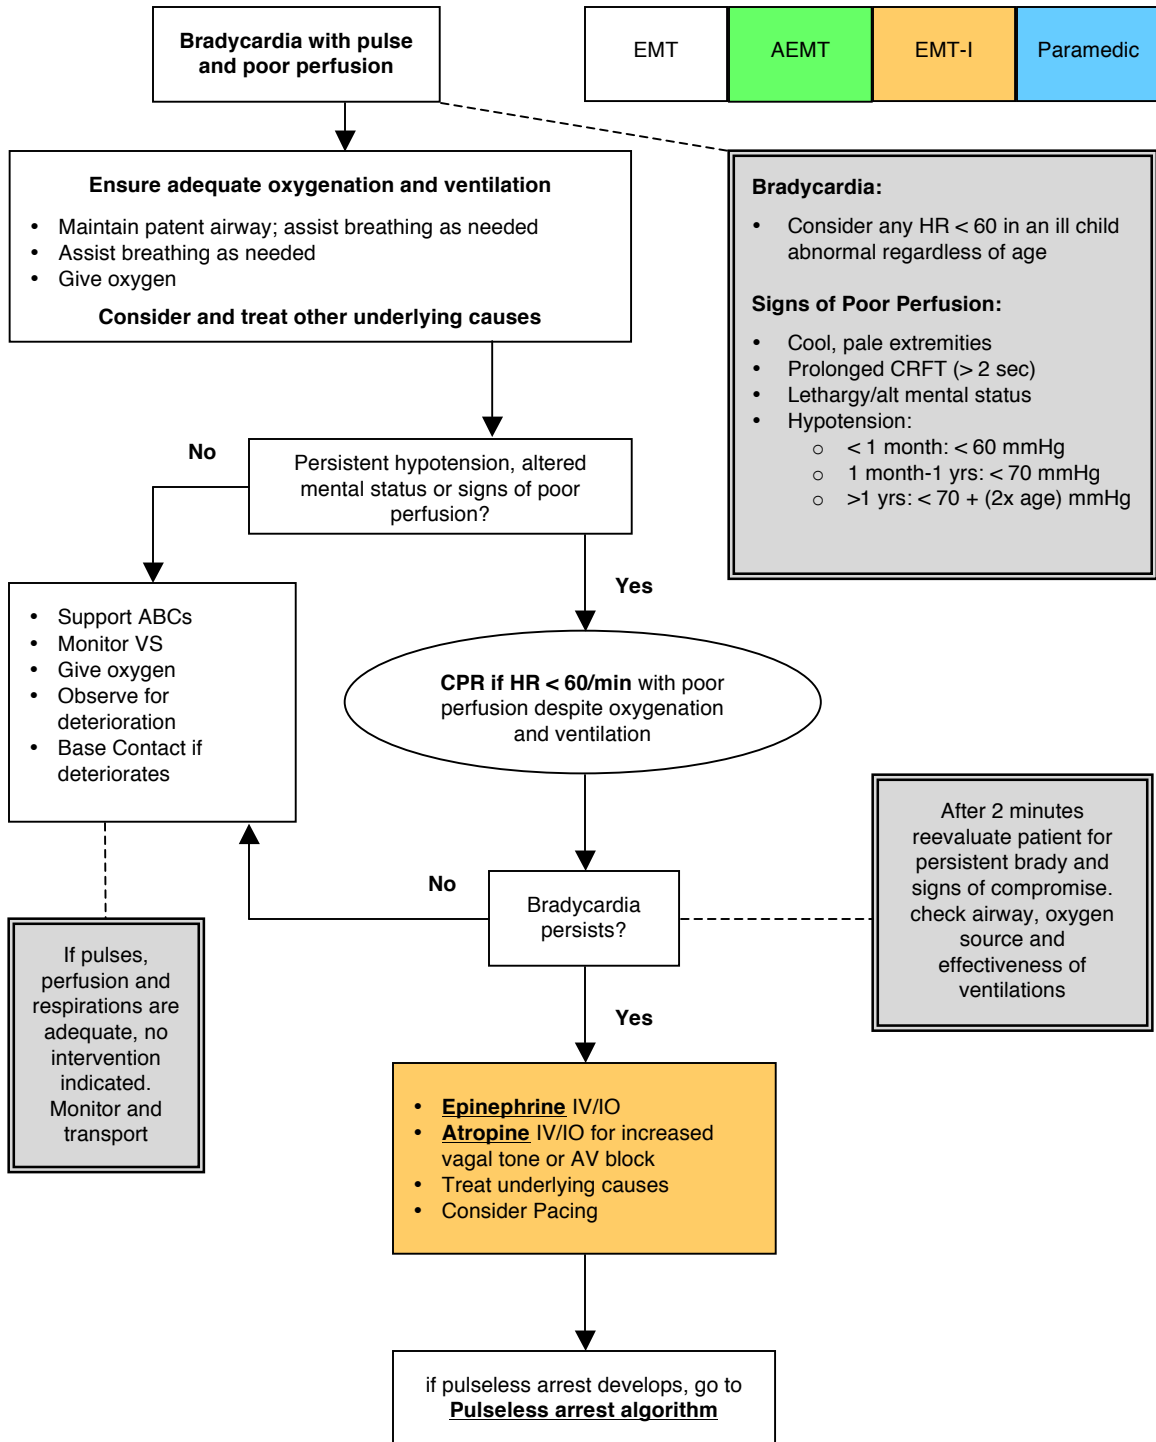 Bradycardia with pulse
and poor perfusion
EMT
AEMT
EMT-I
Paramedic
Ensure adequate oxygenation and ventilation
• Maintain patent airway; assist breathing as needed
• Assist breathing as needed
• Give oxygen
Consider and treat other underlying causes
Bradycardia:
• Consider any HR < 60 in an ill child
abnormal regardless of age
Signs of Poor Perfusion:
• Cool, pale extremities
• Prolonged CRFT (> 2 sec)
• Lethargy/alt mental status
• Hypotension:
o < 1 month: < 60 mmHg
o 1 month-1 yrs: < 70 mmHg
o >1 yrs: < 70 + (2x age) mmHg
No
Persistent hypotension, altered
mental status or signs of poor
perfusion?
Yes
• Support ABCs
• Monitor VS
• Give oxygen
• Observe for
deterioration
• Base Contact if
deteriorates
CPR if HR < 60/min with poor
perfusion despite oxygenation
and ventilation
After 2 minutes
reevaluate patient for
persistent brady and
signs of compromise.
check airway, oxygen
source and
effectiveness of
ventilations
No
Bradycardia
persists?
If pulses,
perfusion and
respirations are
adequate, no
intervention
indicated.
Monitor and
transport
Yes
• Epinephrine IV/IO
• Atropine IV/IO for increased
vagal tone or AV block
• Treat underlying causes
• Consider Pacing
if pulseless arrest develops, go to
Pulseless arrest algorithm